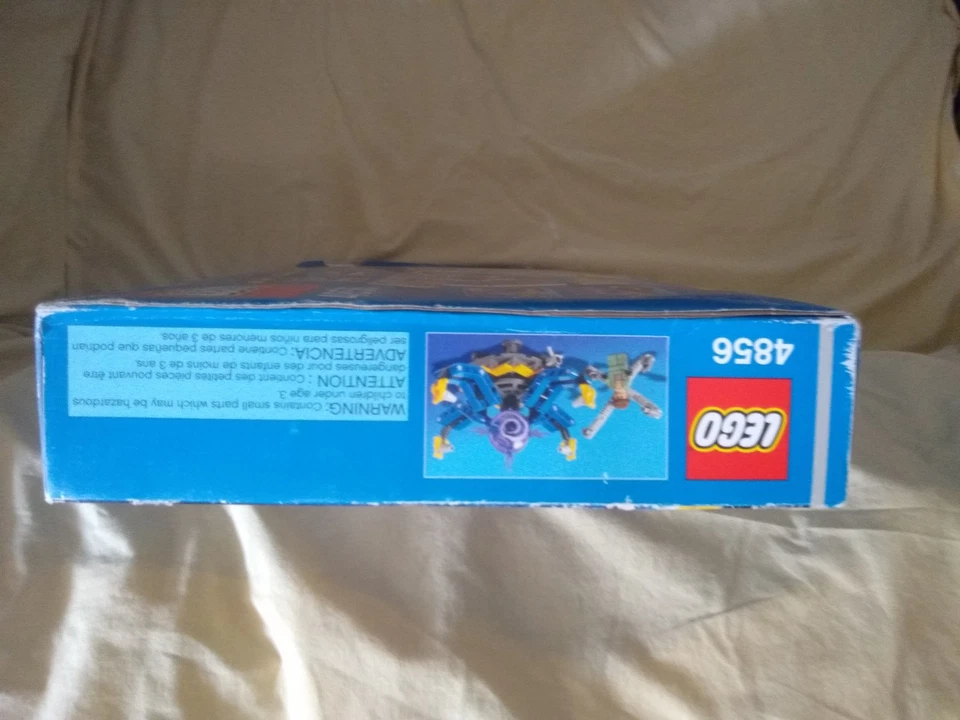 LEGO
4856
WARNING: Contains small parts which may be hazardous
to children under age 3
ATTENTION : Contient des petites pièces pouvant être
dangereuses pour des enfants de moins de 3 ans.
ADVERTENCIA: Contiene partes pequeñas que podrian
ser peligrosas para niños menores de 3 años.